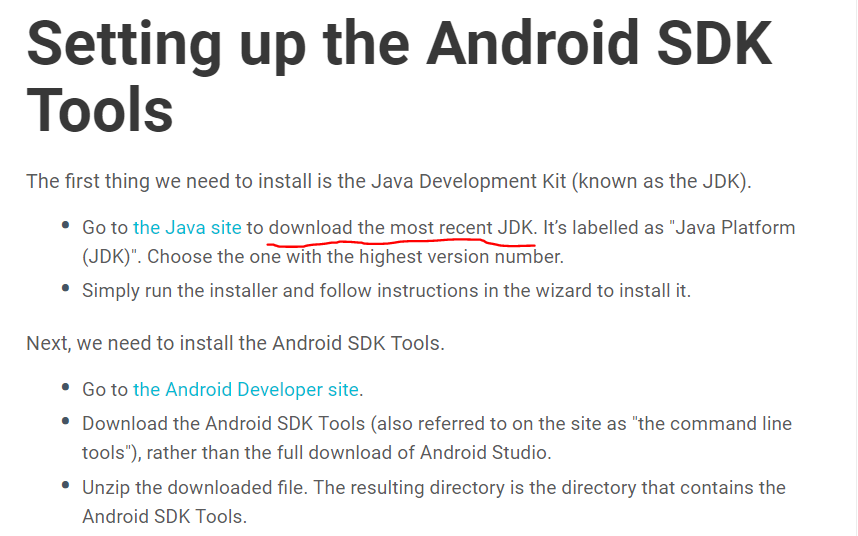 Setting up the Android SDK
Tools
The first thing we need to install is the Java Development Kit (known as the JDK).
• Go to the Java site to download the most recent JDK. It’s labelled as "Java Platform
(JDK)". Choose the one with the highest version number.
• Simply run the installer and follow instructions in the wizard to install it.
Next, we need to install the Android SDK Tools.
• Go to the Android Developer site.
• Download the Android SDK Tools (also referred to on the site as "the command line
tools"), rather than the full download of Android Studio.
• Unzip the downloaded file. The resulting directory is the directory that contains the
Android SDK Tools.